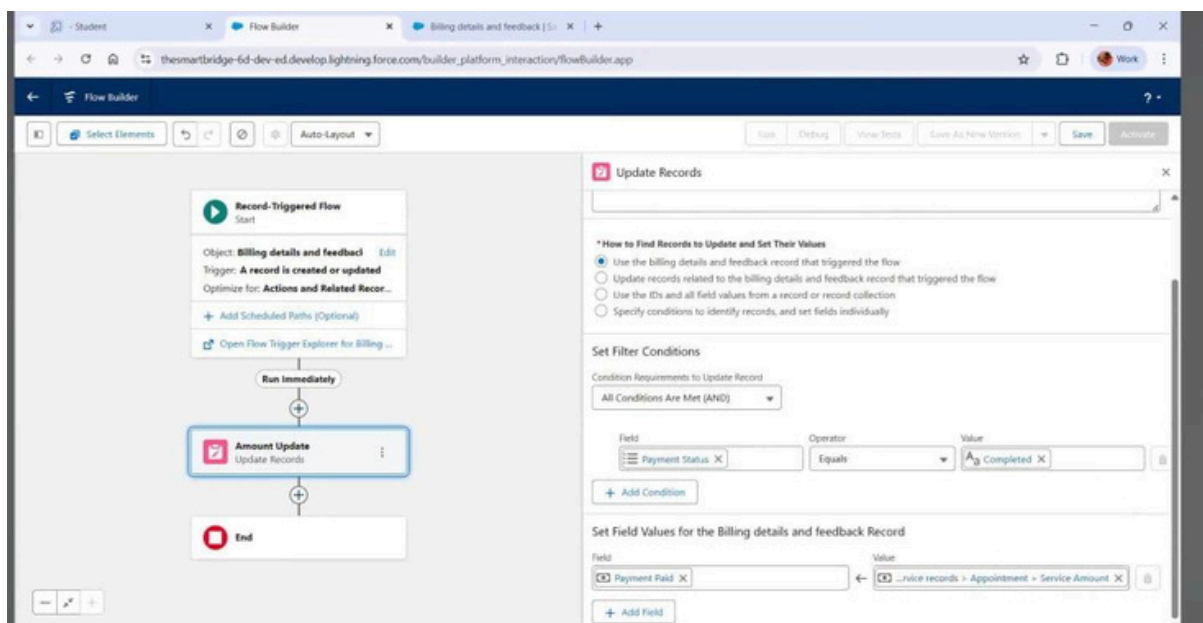 - Student
Flow Builder
Billing details and feedback | Sa
thesmartbridge-6d-dev-ed.develop.lightning.force.com/builder_platform_interaction/flowBuilder.app
Work
Flow Builder
?
Select Elements
Auto-Layout
Run Debug View Tests Save As New Version Save Activate
Record-Triggered Flow
Start
Object: Billing details and feedback Edit
Trigger: A record is created or updated
Optimize for: Actions and Related Recor...
+ Add Scheduled Paths (Optional)
Open Flow Trigger Explorer for Billing ...
Run Immediately
Amount Update
Update Records
End
Update Records
*How to Find Records to Update and Set Their Values
Use the billing details and feedback record that triggered the flow
Update records related to the billing details and feedback record that triggered the flow
Use the IDs and all field values from a record or record collection
Specify conditions to identify records, and set fields individually
Set Filter Conditions
Condition Requirements to Update Record
All Conditions Are Met (AND)
Field Operator Value
Payment Status Equals Completed
+ Add Condition
Set Field Values for the Billing details and feedback Record
Field Value
Payment Paid ← ...rvice records > Appointment > Service Amount
+ Add Field